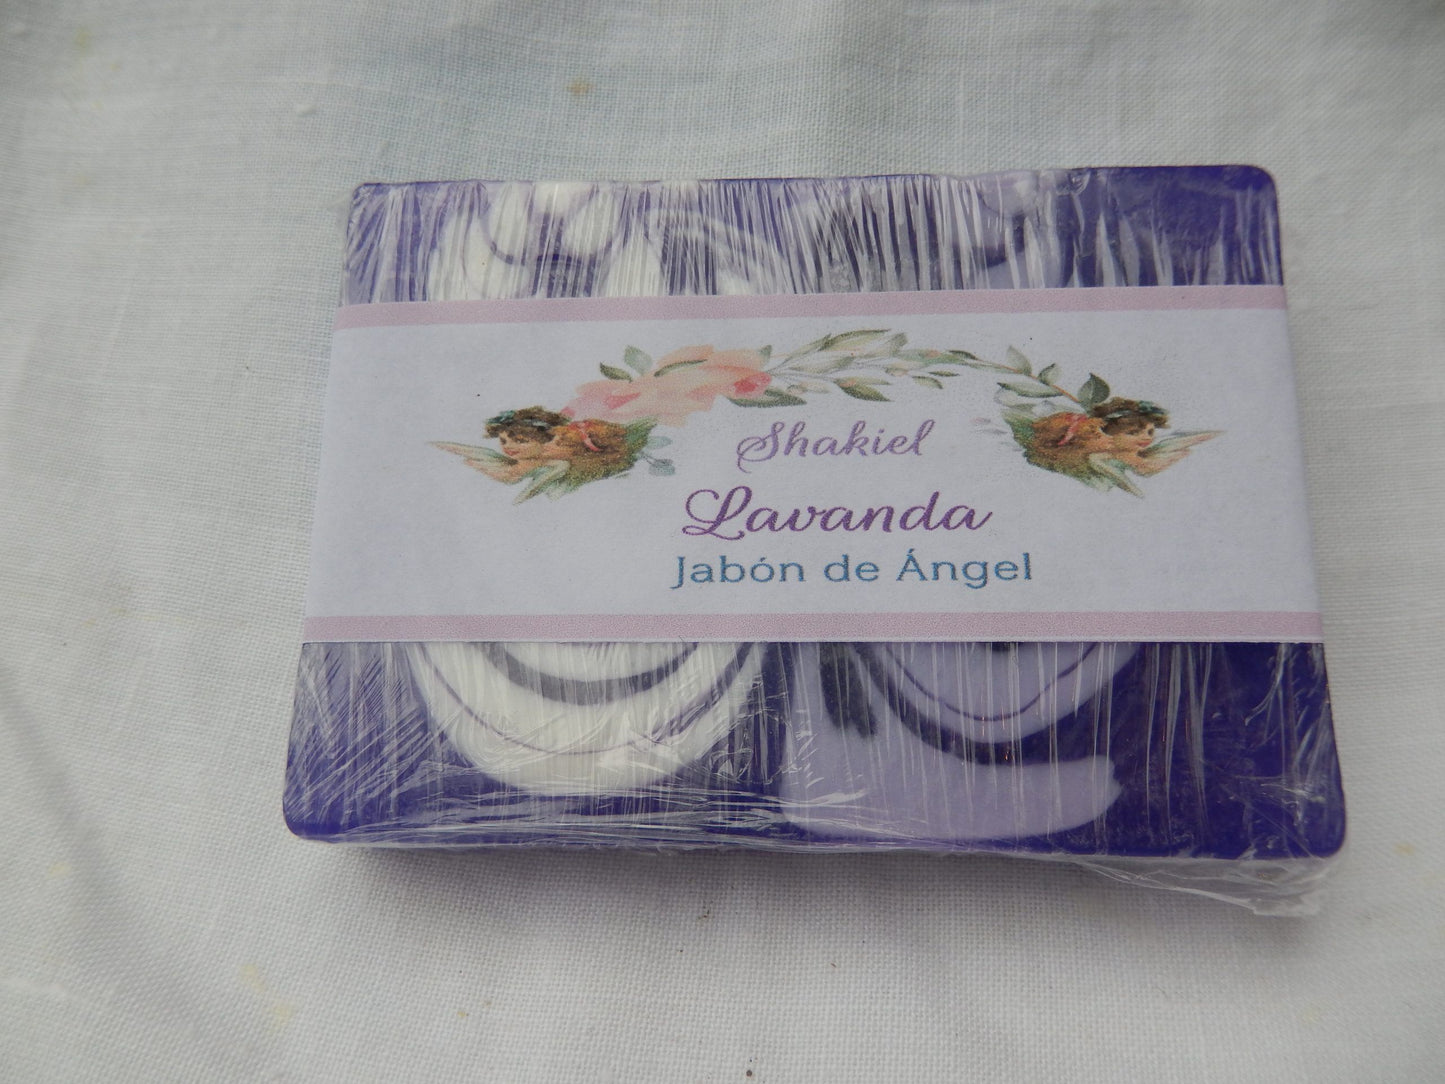 Shakiel
Lavanda
Jabón de Ángel